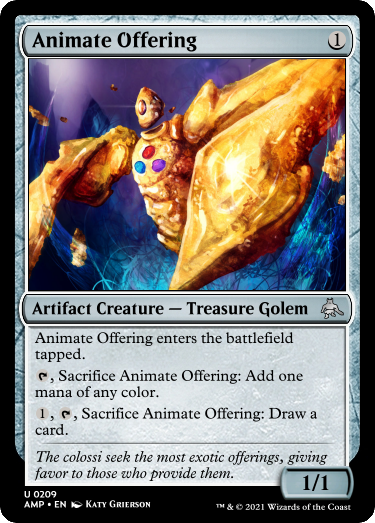 Animate Offering 1
Artifact Creature — Treasure Golem
Animate Offering enters the battlefield
tapped.
, Sacrifice Animate Offering: Add one
mana of any color.
1, , Sacrifice Animate Offering: Draw a
card.
The colossi seek the most exotic offerings, giving
favor to those who provide them.
1/1
U 0209
AMP • EN Katy Grierson
™ & © 2021 Wizards of the Coast